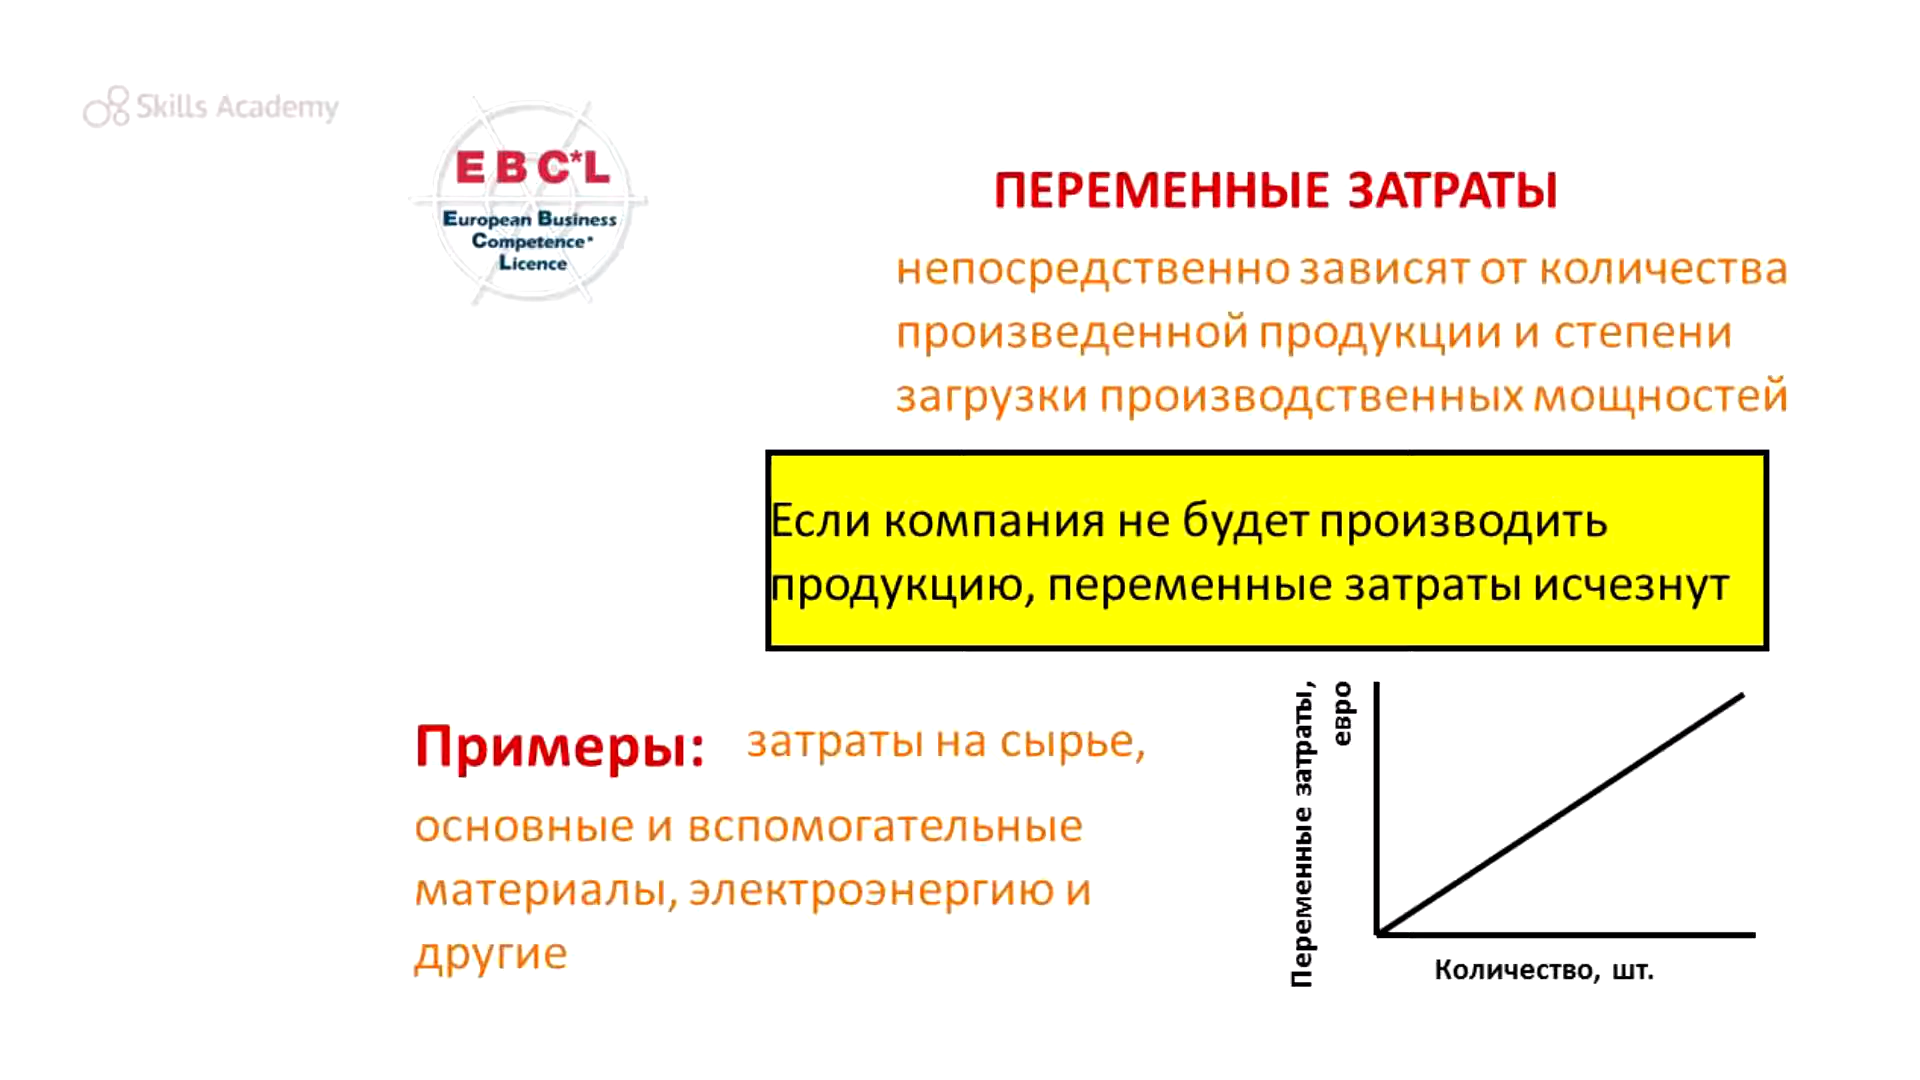 Skills Academy
EBC*L
European Business
Competence*
Licence
ПЕРЕМЕННЫЕ ЗАТРАТЫ
непосредственно зависят от количества
произведенной продукции и степени
загрузки производственных мощностей
Если компания не будет производить
продукцию, переменные затраты исчезнут
Примеры: затраты на сырье,
основные и вспомогательные
материалы, электроэнергию и
другие
Переменные затраты,
евро
Количество, шт.